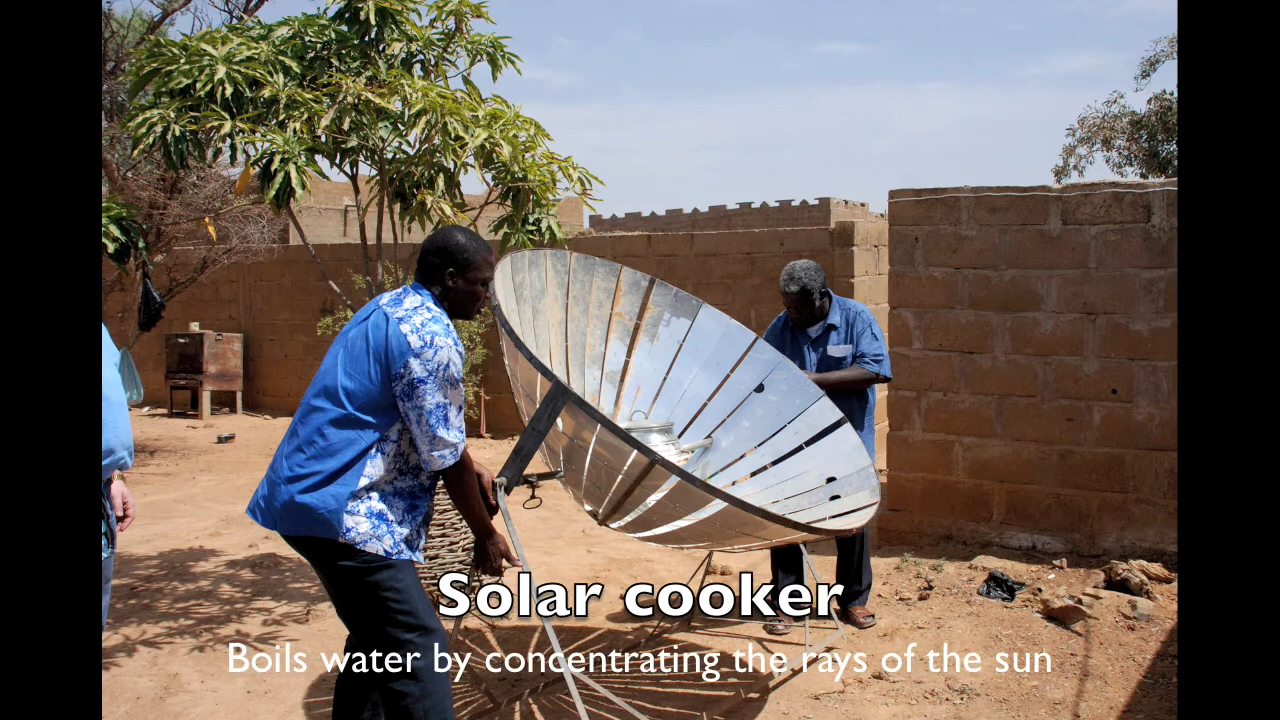 Solar cooker
Boils water by concentrating the rays of the sun